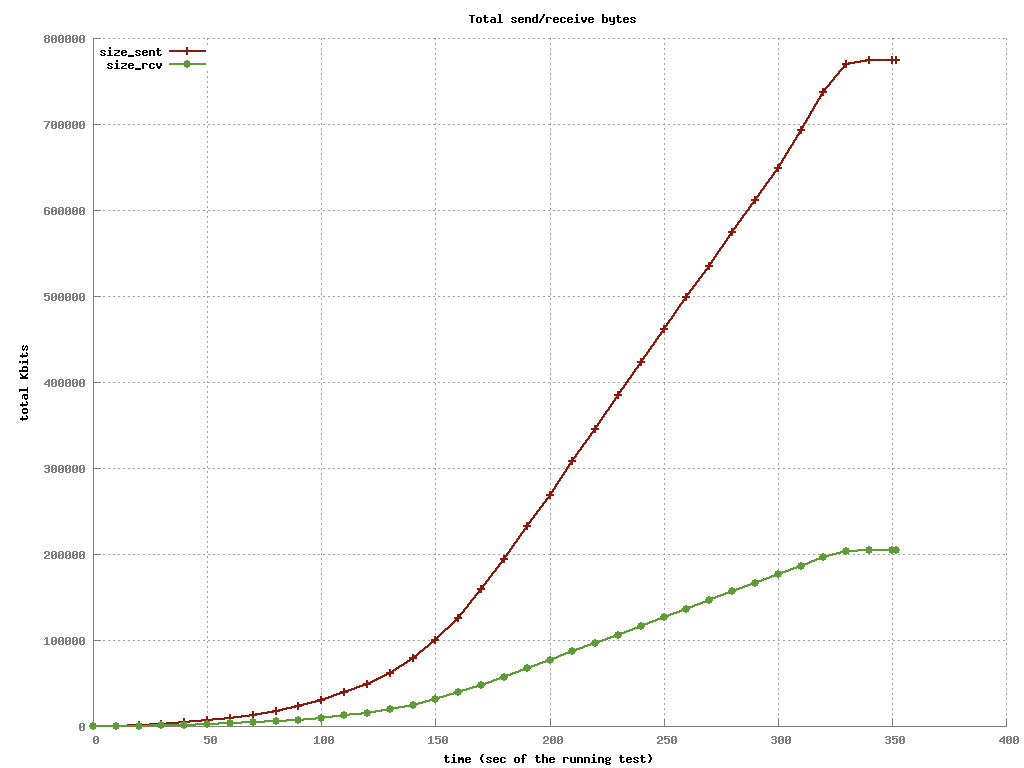 Total send/receive bytes
size_sent
size_rcv
800000
700000
600000
500000
400000
300000
200000
100000
0
total Kbits
0 50 100 150 200 250 300 350 400
time (sec of the running test)